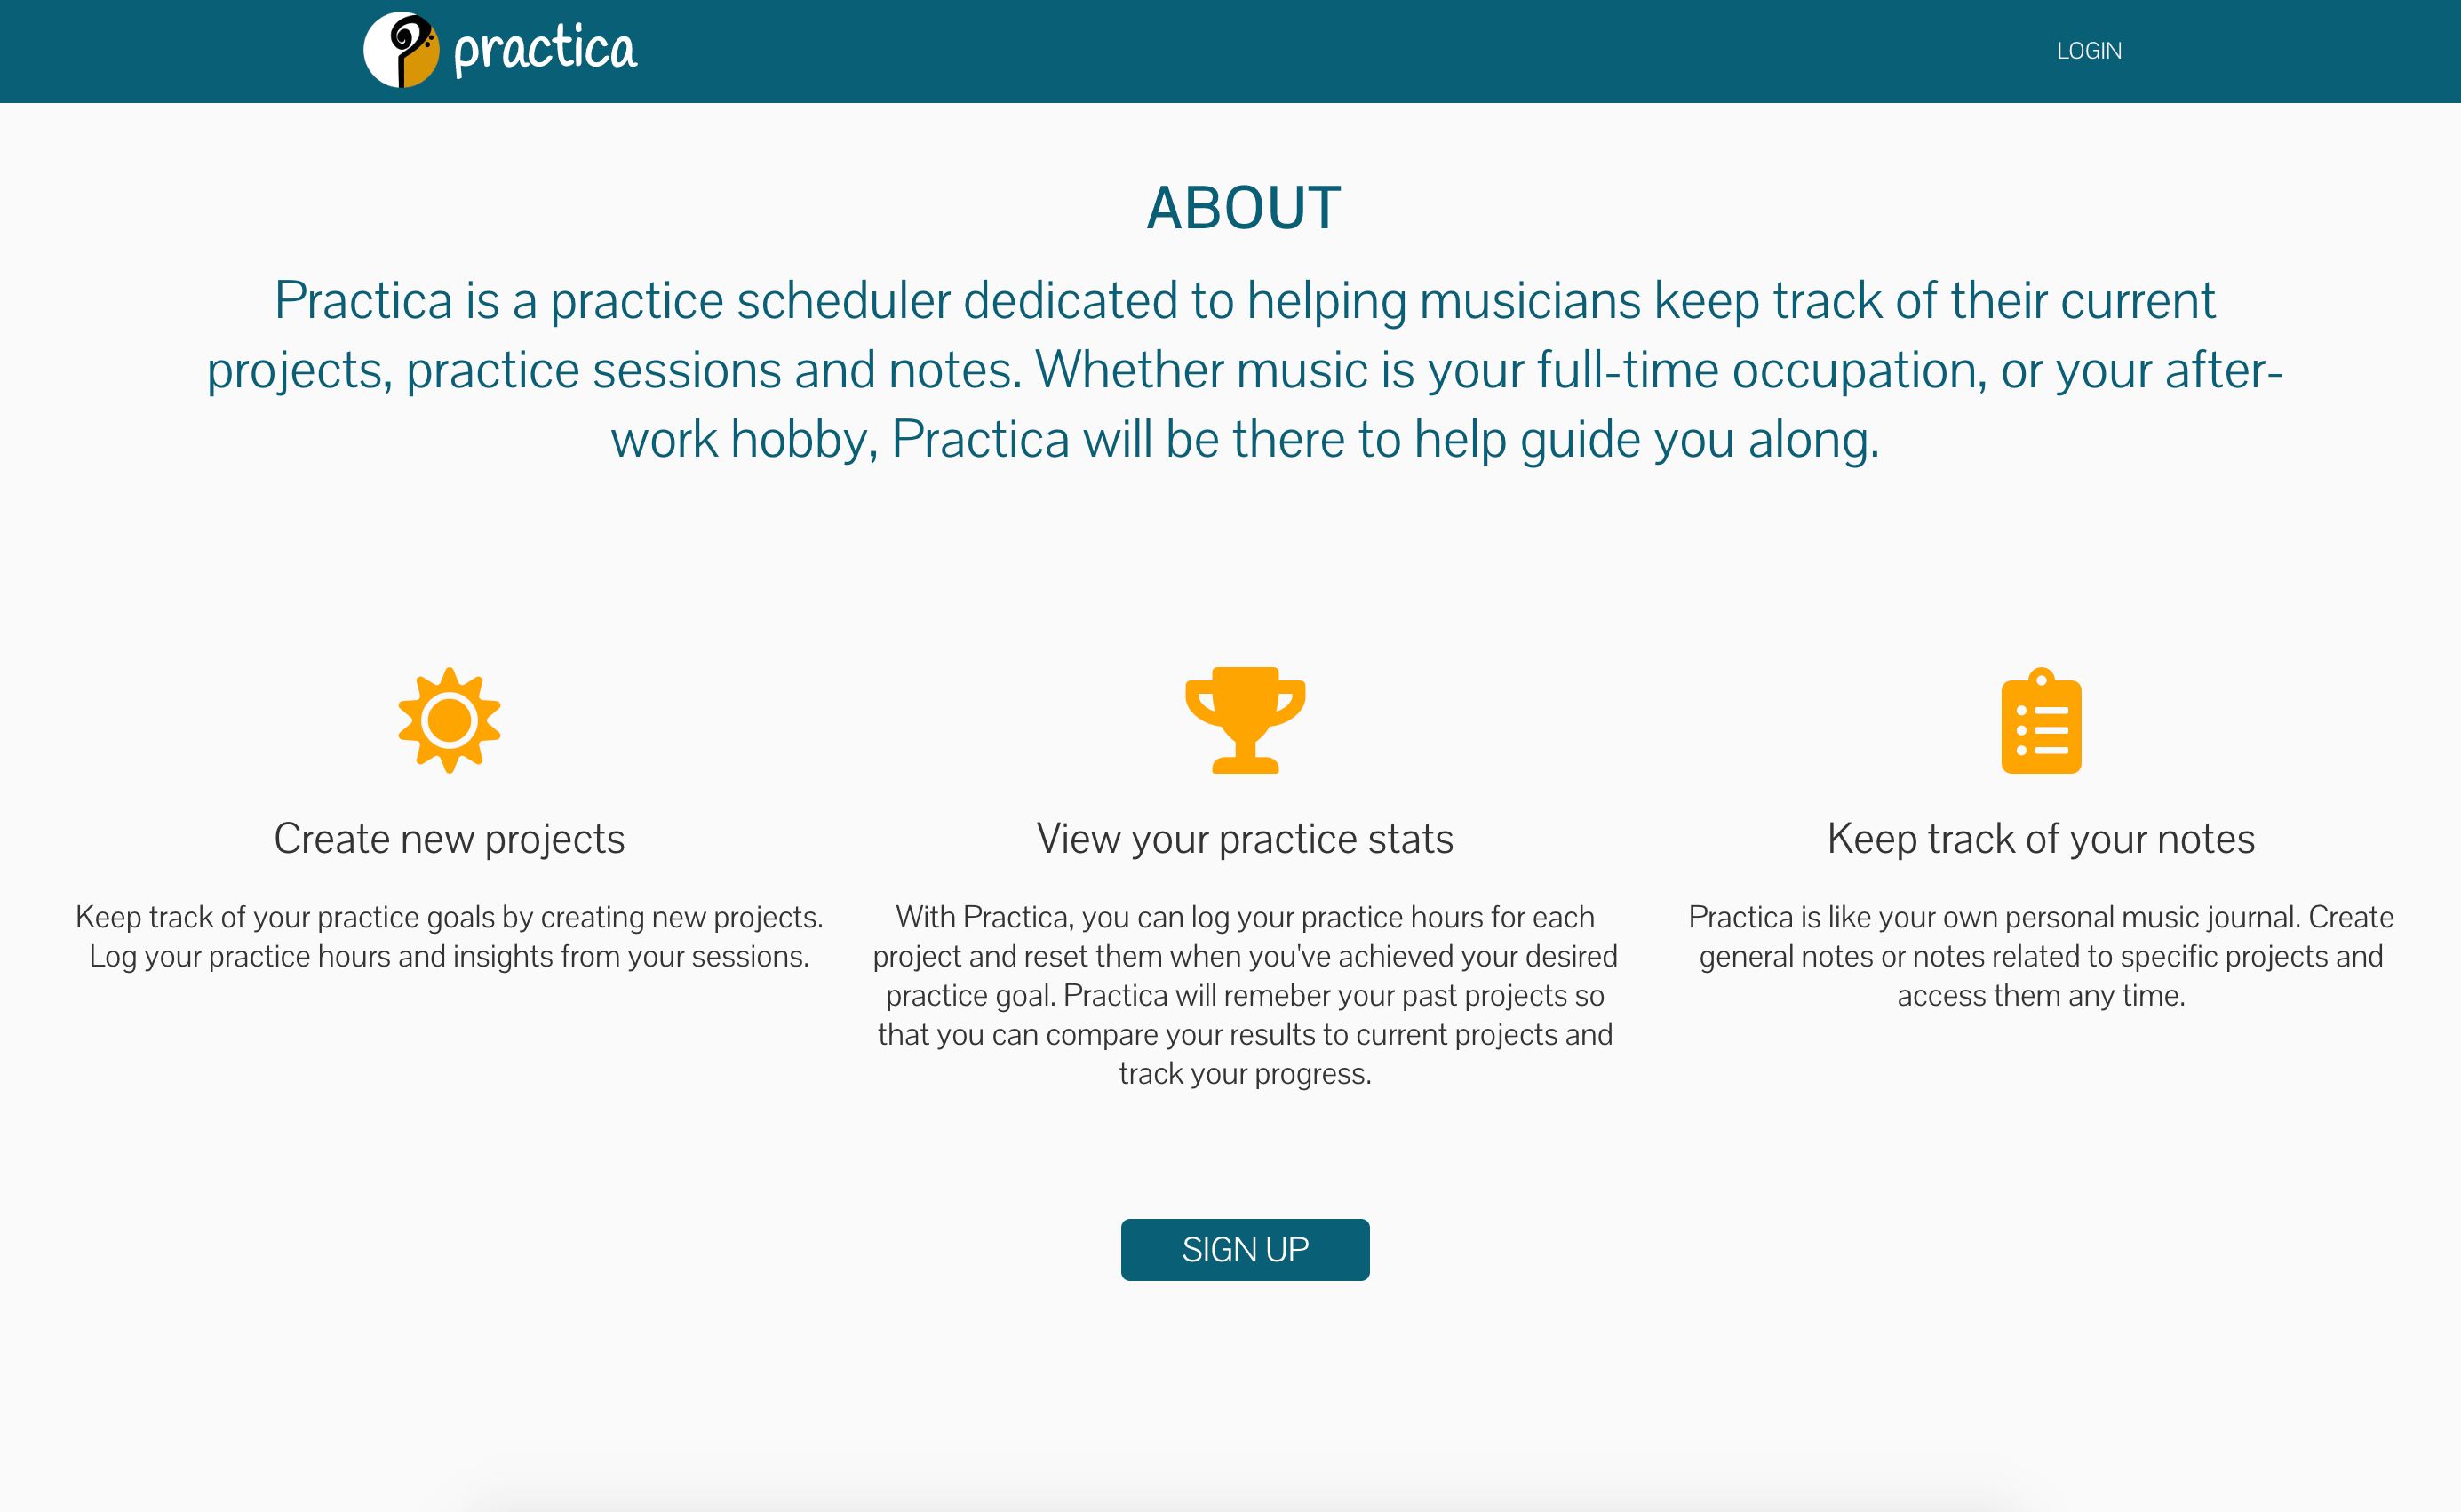 practica
LOGIN
ABOUT
Practica is a practice scheduler dedicated to helping musicians keep track of their current
projects, practice sessions and notes. Whether music is your full-time occupation, or your after-
work hobby, Practica will be there to help guide you along.
Create new projects
Keep track of your practice goals by creating new projects.
Log your practice hours and insights from your sessions.
View your practice stats
With Practica, you can log your practice hours for each
project and reset them when you've achieved your desired
practice goal. Practica will remeber your past projects so
that you can compare your results to current projects and
track your progress.
Keep track of your notes
Practica is like your own personal music journal. Create
general notes or notes related to specific projects and
access them any time.
SIGN UP